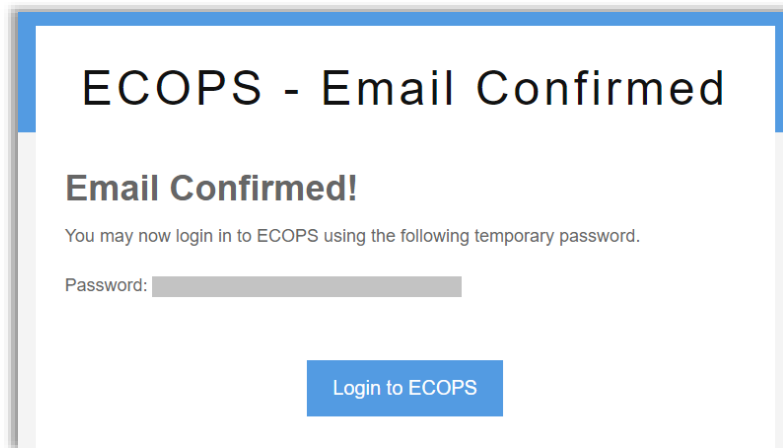 ECOPS - Email Confirmed
Email Confirmed!
You may now login in to ECOPS using the following temporary password.
Password:
Login to ECOPS